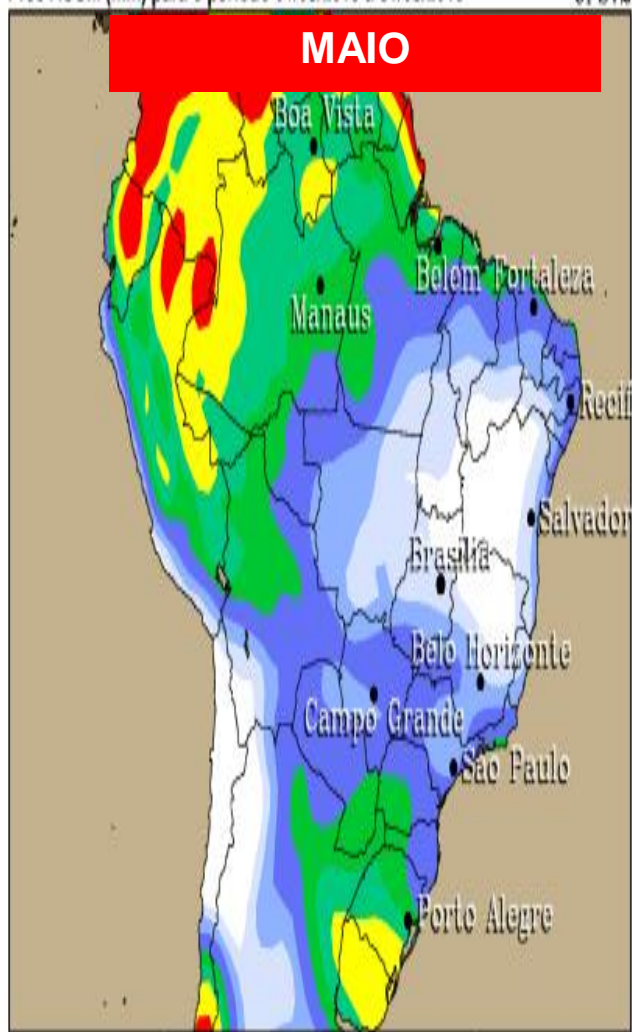 MAIO
Boa Vista
Belem Fortaleza
Manaus
Recif
Salvador
Brasilia
Belo Horizonte
Campo Grande
Sao Paulo
Porto Alegre